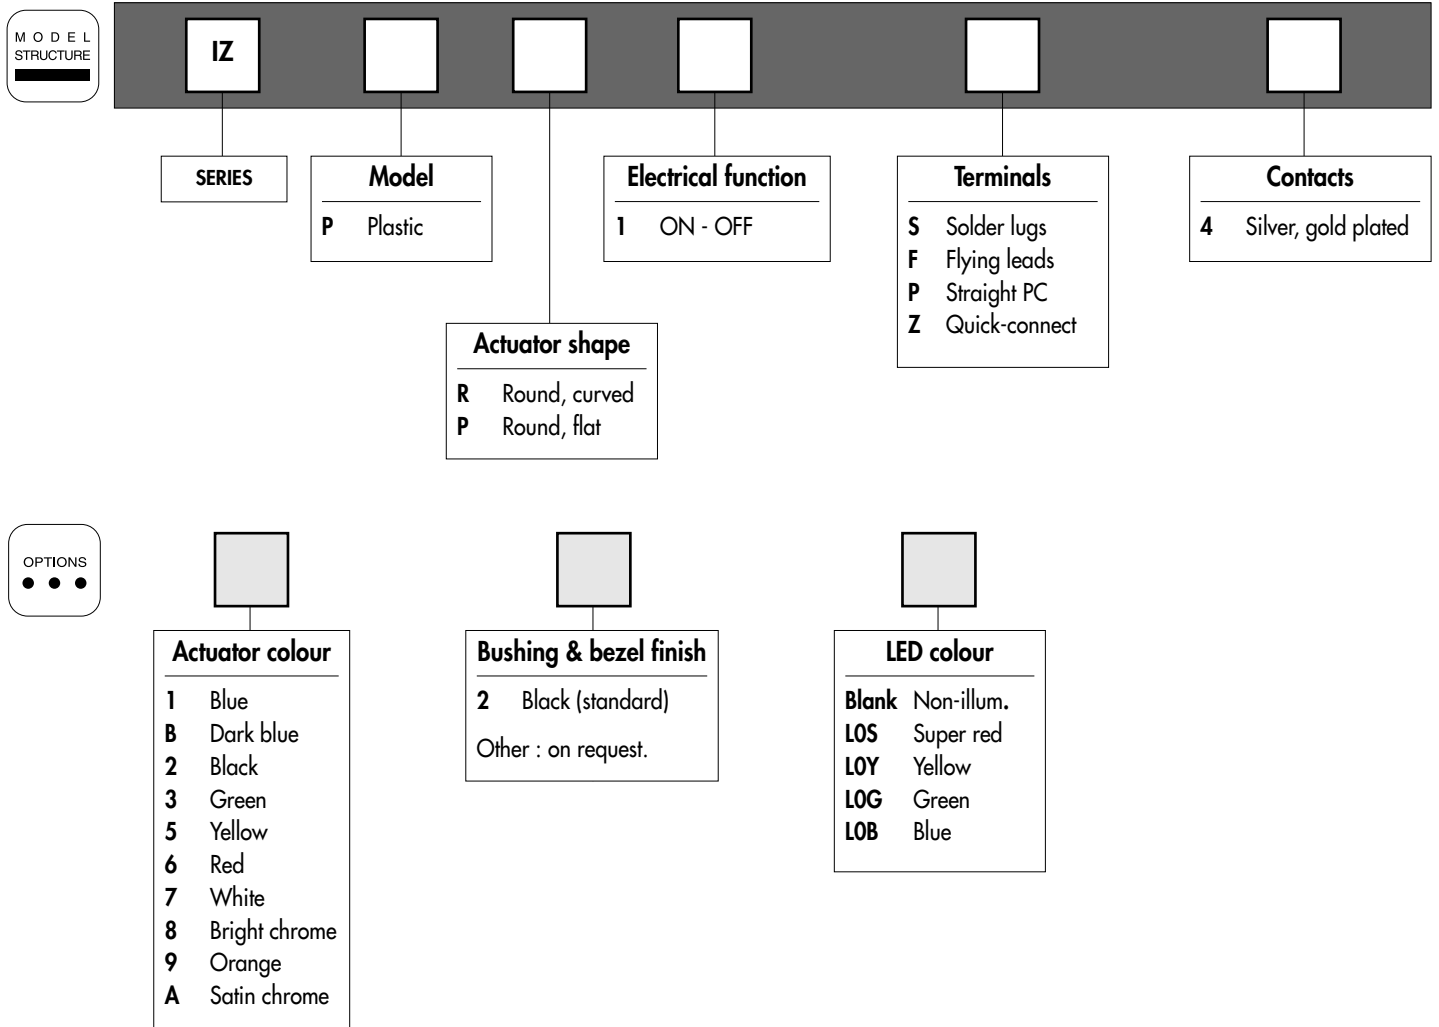 MODEL
STRUCTURE
IZ
SERIES
Model
P Plastic
Actuator shape
R Round, curved
P Round, flat
Electrical function
1 ON - OFF
Terminals
S Solder lugs
F Flying leads
P Straight PC
Z Quick-connect
Contacts
4 Silver, gold plated
OPTIONS
Actuator colour
1 Blue
B Dark blue
2 Black
3 Green
5 Yellow
6 Red
7 White
8 Bright chrome
9 Orange
A Satin chrome
Bushing & bezel finish
2 Black (standard)
Other : on request.
LED colour
Blank Non-illum.
L0S Super red
L0Y Yellow
L0G Green
L0B Blue